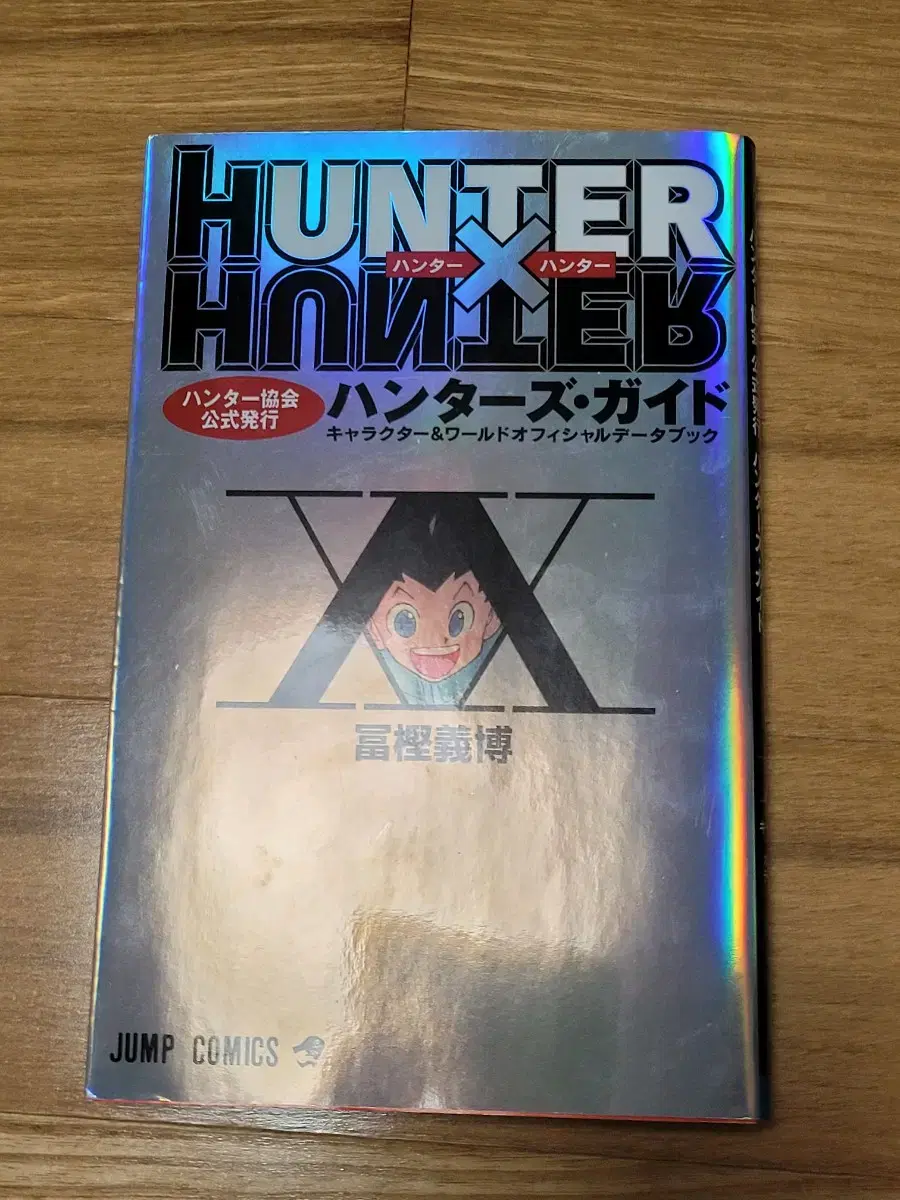 HUNTER
ハンター×ハンター
HUNTER
ハンター協会
公式発行
ハンターズ・ガイド
キャラクター&ワールドオフィシャルデータブック
冨樫義博
JUMP COMICS